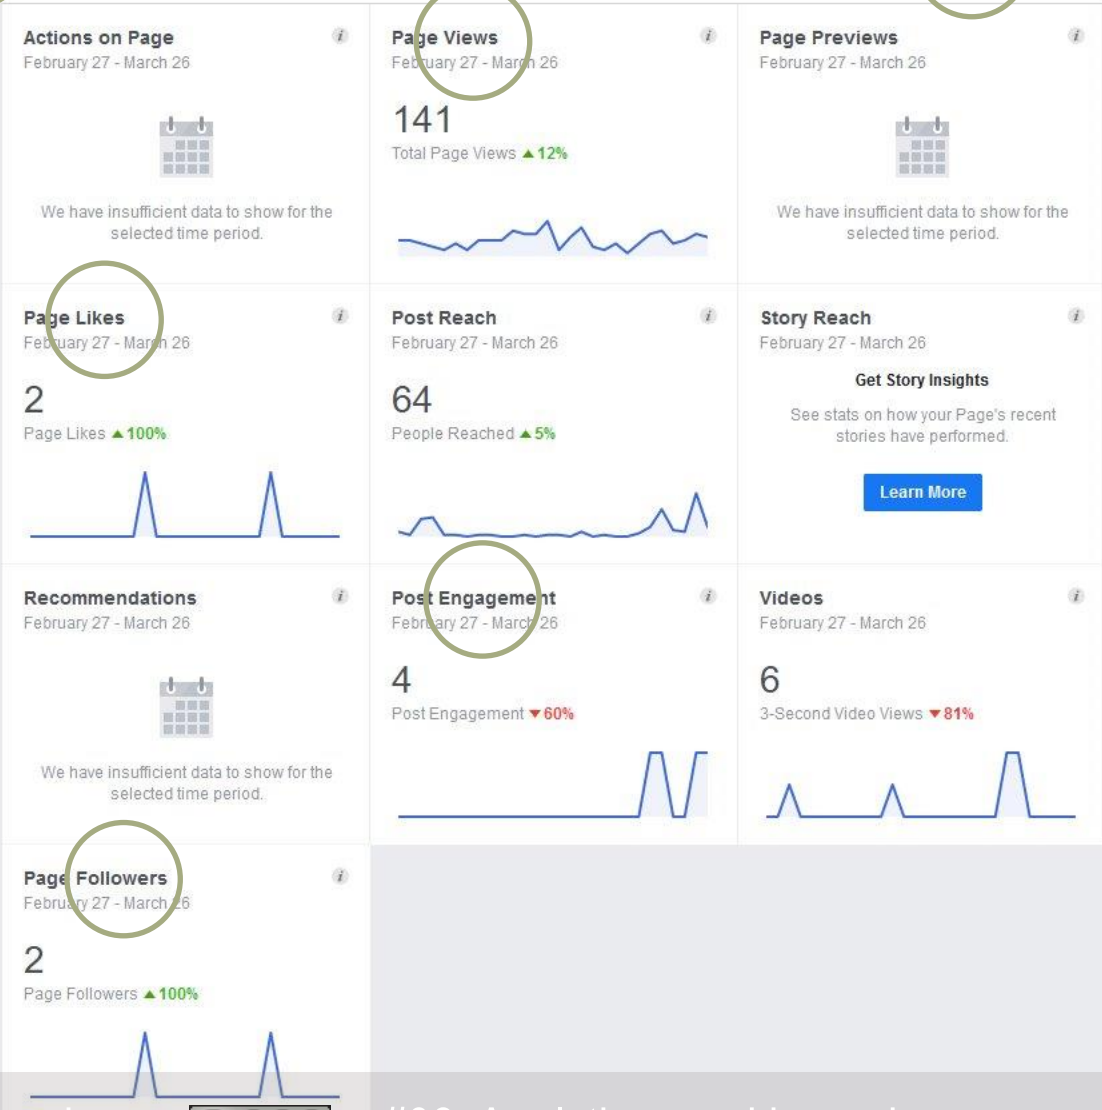 Actions on Page
February 27 - March 26
We have insufficient data to show for the
selected time period.
Page Views
February 27 - March 26
141
Total Page Views ▲12%
Page Previews
February 27 - March 26
We have insufficient data to show for the
selected time period.
Page Likes
February 27 - March 26
2
Page Likes ▲100%
Post Reach
February 27 - March 26
64
People Reached ▲5%
Story Reach
February 27 - March 26
Get Story Insights
See stats on how your Page's recent
stories have performed.
Learn More
Recommendations
February 27 - March 26
We have insufficient data to show for the
selected time period.
Post Engagement
February 27 - March 26
4
Post Engagement ▼60%
Videos
February 27 - March 26
6
3-Second Video Views ▼81%
Page Followers
February 27 - March 26
2
Page Followers ▲100%